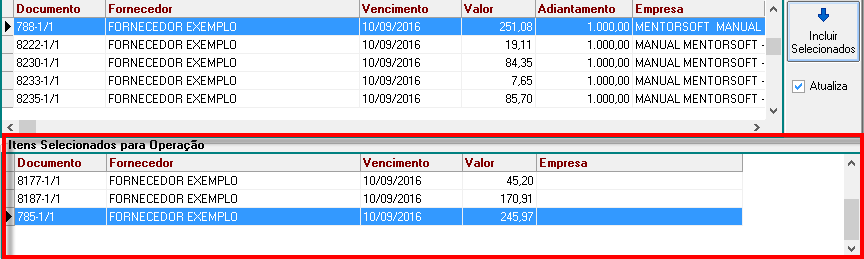 Documento Fornecedor Vencimento Valor Adiantamento Empresa
788-1/1 FORNECEDOR EXEMPLO 10/09/2016 251,08 1.000,00 MENTORSOFT MANUAL
8222-1/1 FORNECEDOR EXEMPLO 10/09/2016 19,11 1.000,00 MANUAL MENTORSOFT -
8230-1/1 FORNECEDOR EXEMPLO 10/09/2016 84,35 1.000,00 MANUAL MENTORSOFT -
8233-1/1 FORNECEDOR EXEMPLO 10/09/2016 7,65 1.000,00 MANUAL MENTORSOFT -
8235-1/1 FORNECEDOR EXEMPLO 10/09/2016 85,70 1.000,00 MANUAL MENTORSOFT -
Incluir
Selecionados
Atualiza
Itens Selecionados para Operação
Documento Fornecedor Vencimento Valor Empresa
8177-1/1 FORNECEDOR EXEMPLO 10/09/2016 45,20
8187-1/1 FORNECEDOR EXEMPLO 10/09/2016 170,91
785-1/1 FORNECEDOR EXEMPLO 10/09/2016 245,97